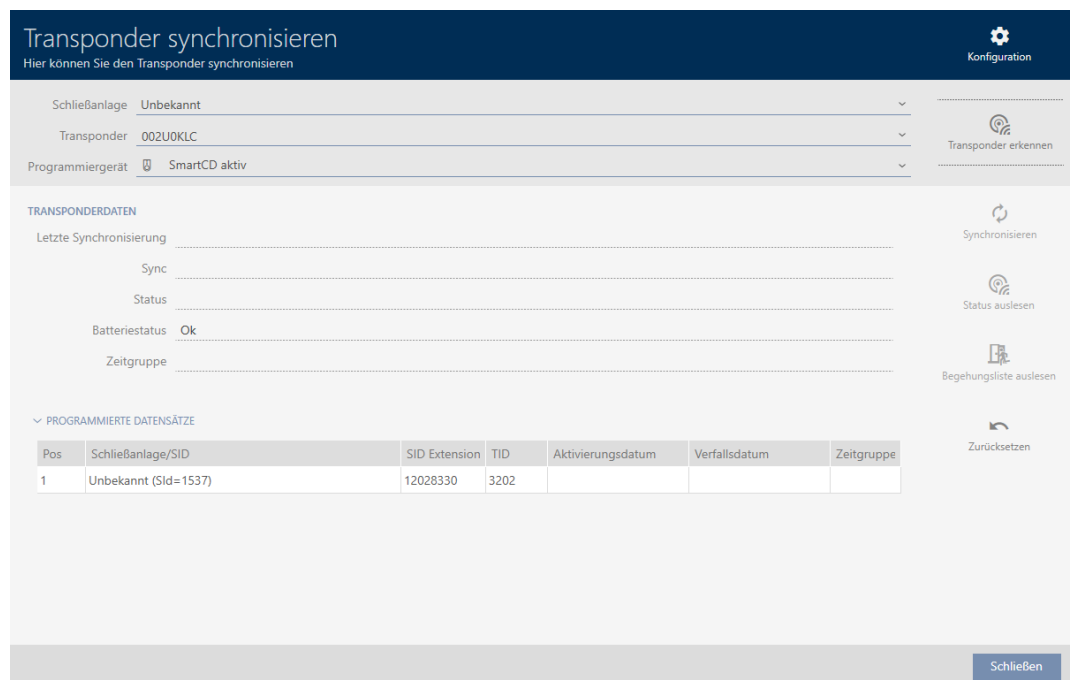 Transponder synchronisieren
Hier können Sie den Transponder synchronisieren
Konfiguration
Schließanlage Unbekannt
Transponder 002U0KLC
Programmiergerät SmartCD aktiv
Transponder erkennen
TRANSPONDERDATEN
Letzte Synchronisierung
Sync
Status
Batteriestatus Ok
Zeitgruppe
Synchronisieren
Status auslesen
Begehungsliste auslesen
Zurücksetzen
PROGRAMMIERTE DATENSÄTZE
Pos Schließanlage/SID SID Extension TID Aktivierungsdatum Verfallsdatum Zeitgruppe
1 Unbekannt (SId=1537) 12028330 3202
Schließen